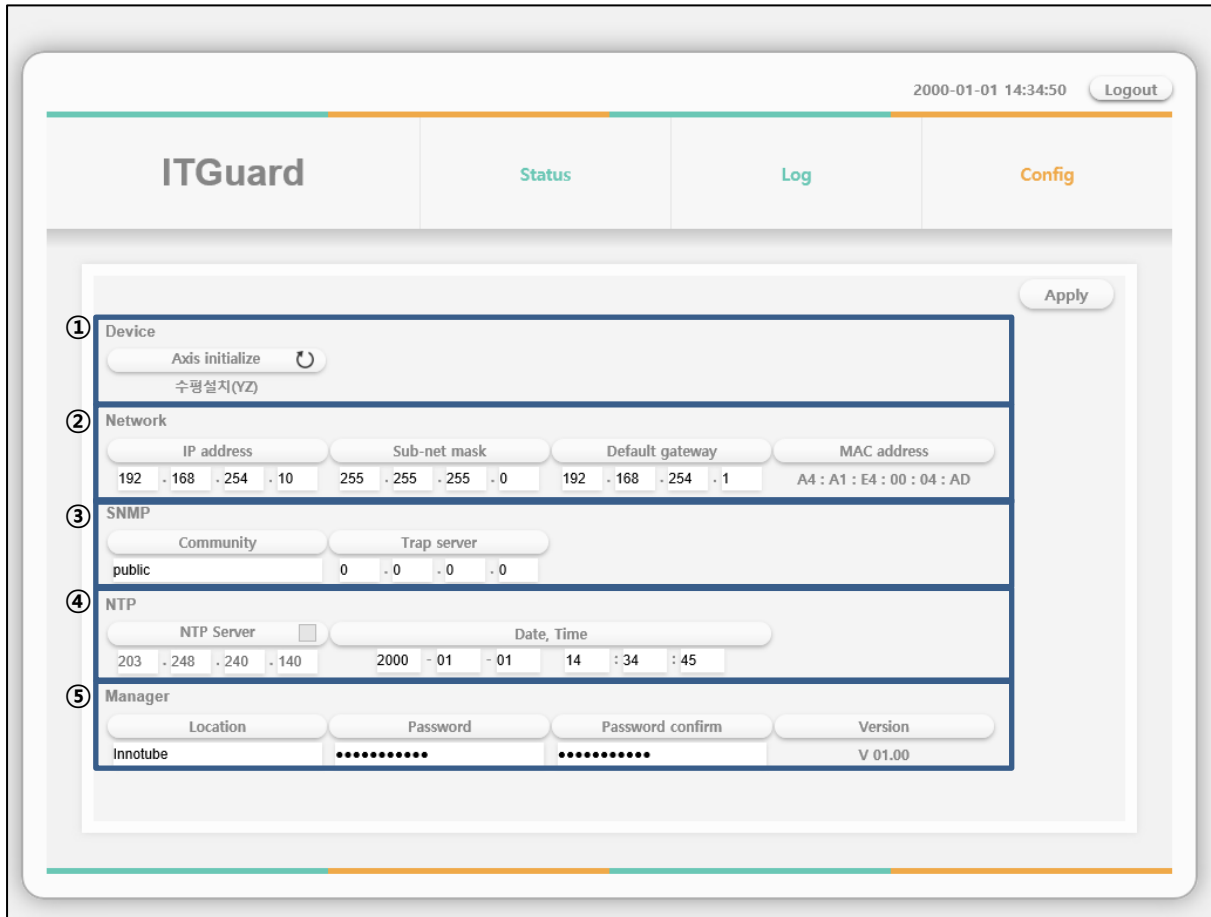 2000-01-01 14:34:50 Logout
ITGuard Status Log Config
Apply
① Device
Axis initialize
수평설치(YZ)
② Network
IP address Sub-net mask Default gateway MAC address
192 . 168 . 254 . 10 255 . 255 . 255 . 0 192 . 168 . 254 . 1 A4 : A1 : E4 : 00 : 04 : AD
③ SNMP
Community Trap server
public 0 . 0 . 0 . 0
④ NTP
NTP Server Date, Time
203 . 248 . 240 . 140 2000 - 01 - 01 14 : 34 : 45
⑤ Manager
Location Password Password confirm Version
Innotube ●●●●●●●●●●● ●●●●●●●●●●● V 01.00